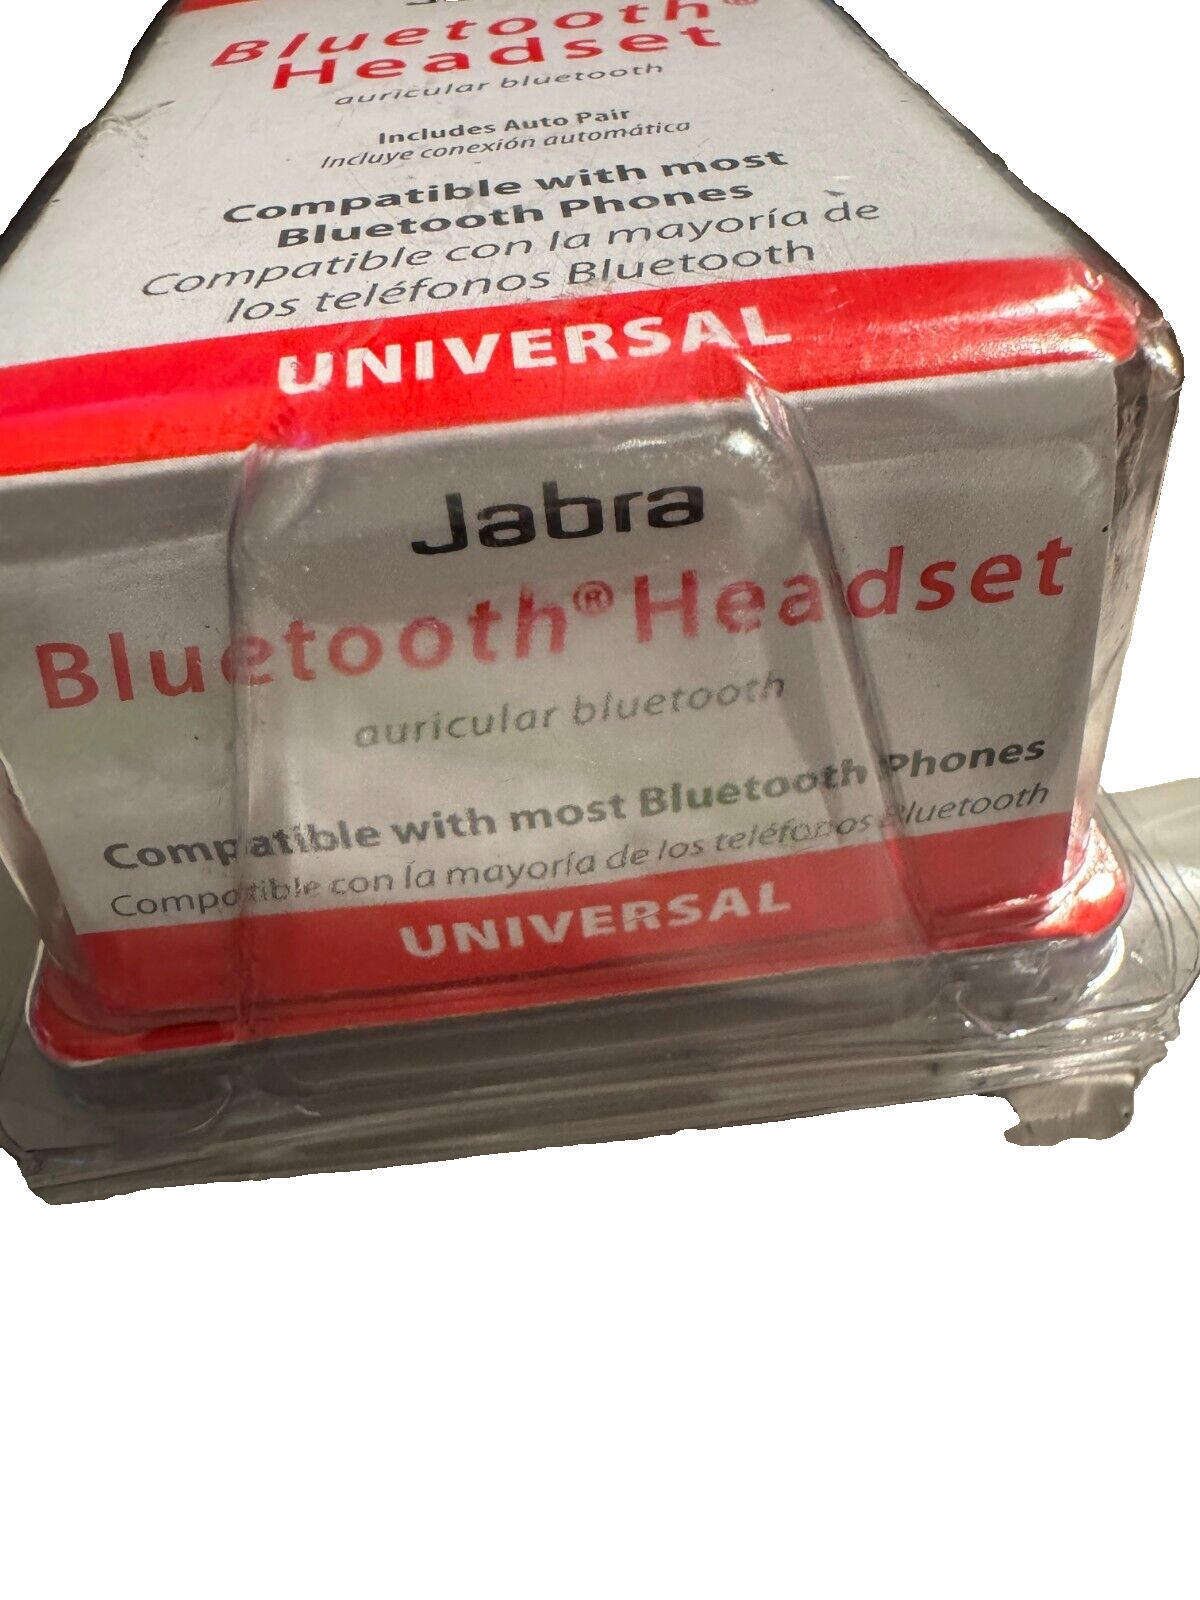 Bluetooth®
Headset
auricular bluetooth
Includes Auto Pair
Incluye conexión automática
Compatible with most
Bluetooth Phones
Compatible con la mayoría de
los teléfonos Bluetooth
UNIVERSAL
Jabra
Bluetooth® Headset
auricular bluetooth
Compatible with most Bluetooth Phones
Compatible con la mayoría de los teléfonos Bluetooth
UNIVERSAL